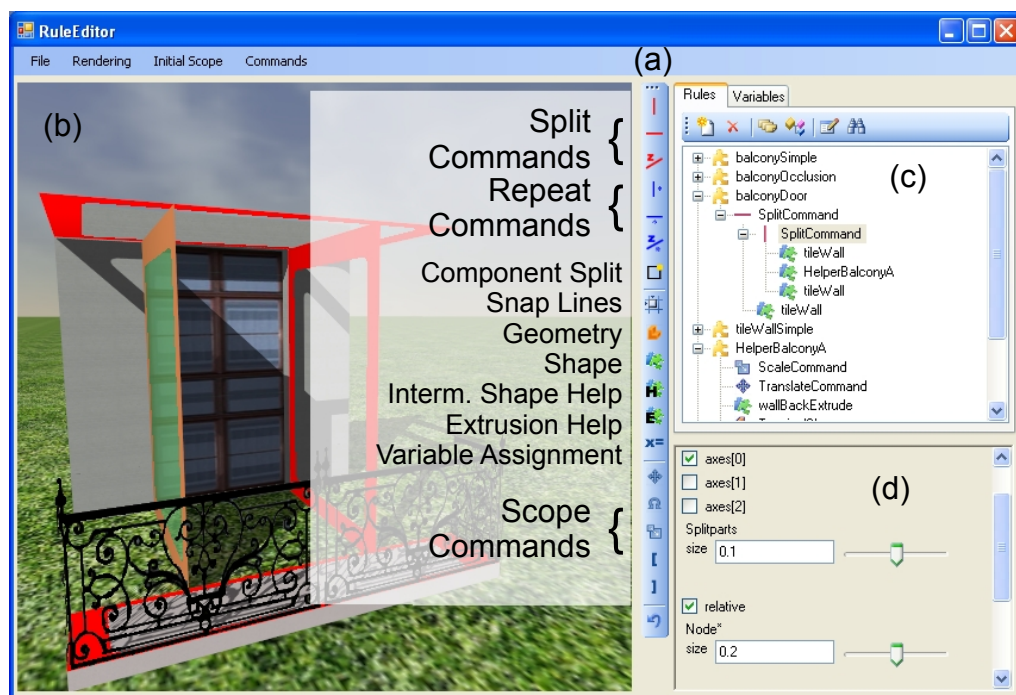 RuleEditor
File Rendering Initial Scope Commands
(a)
(b)
Split
Commands {
Repeat
Commands {
Component Split
Snap Lines
Geometry
Shape
Interm. Shape Help
Extrusion Help
Variable Assignment
Scope
Commands {
H
E
x=
[
]
Rules Variables
(c)
balconySimple
balconyOcclusion
balconyDoor
SplitCommand
SplitCommand
tileWall
HelperBalconyA
tileWall
tileWall
tileWallSimple
HelperBalconyA
ScaleCommand
TranslateCommand
wallBackExtrude
(d)
axes[0]
axes[1]
axes[2]
Splitparts
size 0.1
relative
Node*
size 0.2